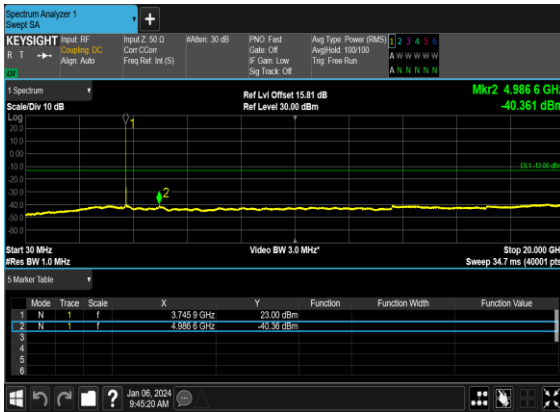 Spectrum Analyzer 1
Swept SA
+
KEYSIGHT
R T
Input: RF
Coupling: DC
Align: Auto
Input Z: 50 Ω
Corr CCorr
Freq Ref: Int (S)
#Atten: 30 dB
PNO: Fast
Gate: Off
IF Gain: Low
Sig Track: Off
Avg Type: Power (RMS)
Avg|Hold: 100/100
Trig: Free Run
1 2 3 4 5 6
A W W W W W
A N N N N N
1 Spectrum
Scale/Div 10 dB
Ref Lvl Offset 15.81 dB
Ref Level 30.00 dBm
Mkr2 4.986 6 GHz
-40.361 dBm
Log
20.0
10.0
0.00
-10.0
-20.0
-30.0
-40.0
-50.0
-60.0
1
2
DL1 -13.00 dBm
Start 30 MHz
#Res BW 1.0 MHz
Video BW 3.0 MHz*
Stop 20.000 GHz
Sweep 34.7 ms (40001 pts)
5 Marker Table
Mode Trace Scale X Y Function Function Width Function Value
1 N 1 f 3.745 9 GHz 23.00 dBm
2 N 1 f 4.986 6 GHz -40.36 dBm
3
4
5
6
?
Jan 06, 2024
9:45:20 AM